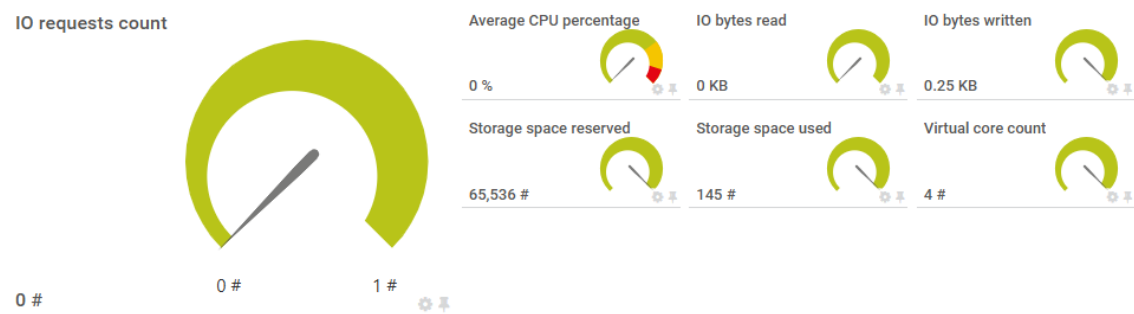 IO requests count
0 #
1 #
0 #
Average CPU percentage
0 %
IO bytes read
0 KB
IO bytes written
0.25 KB
Storage space reserved
65,536 #
Storage space used
145 #
Virtual core count
4 #